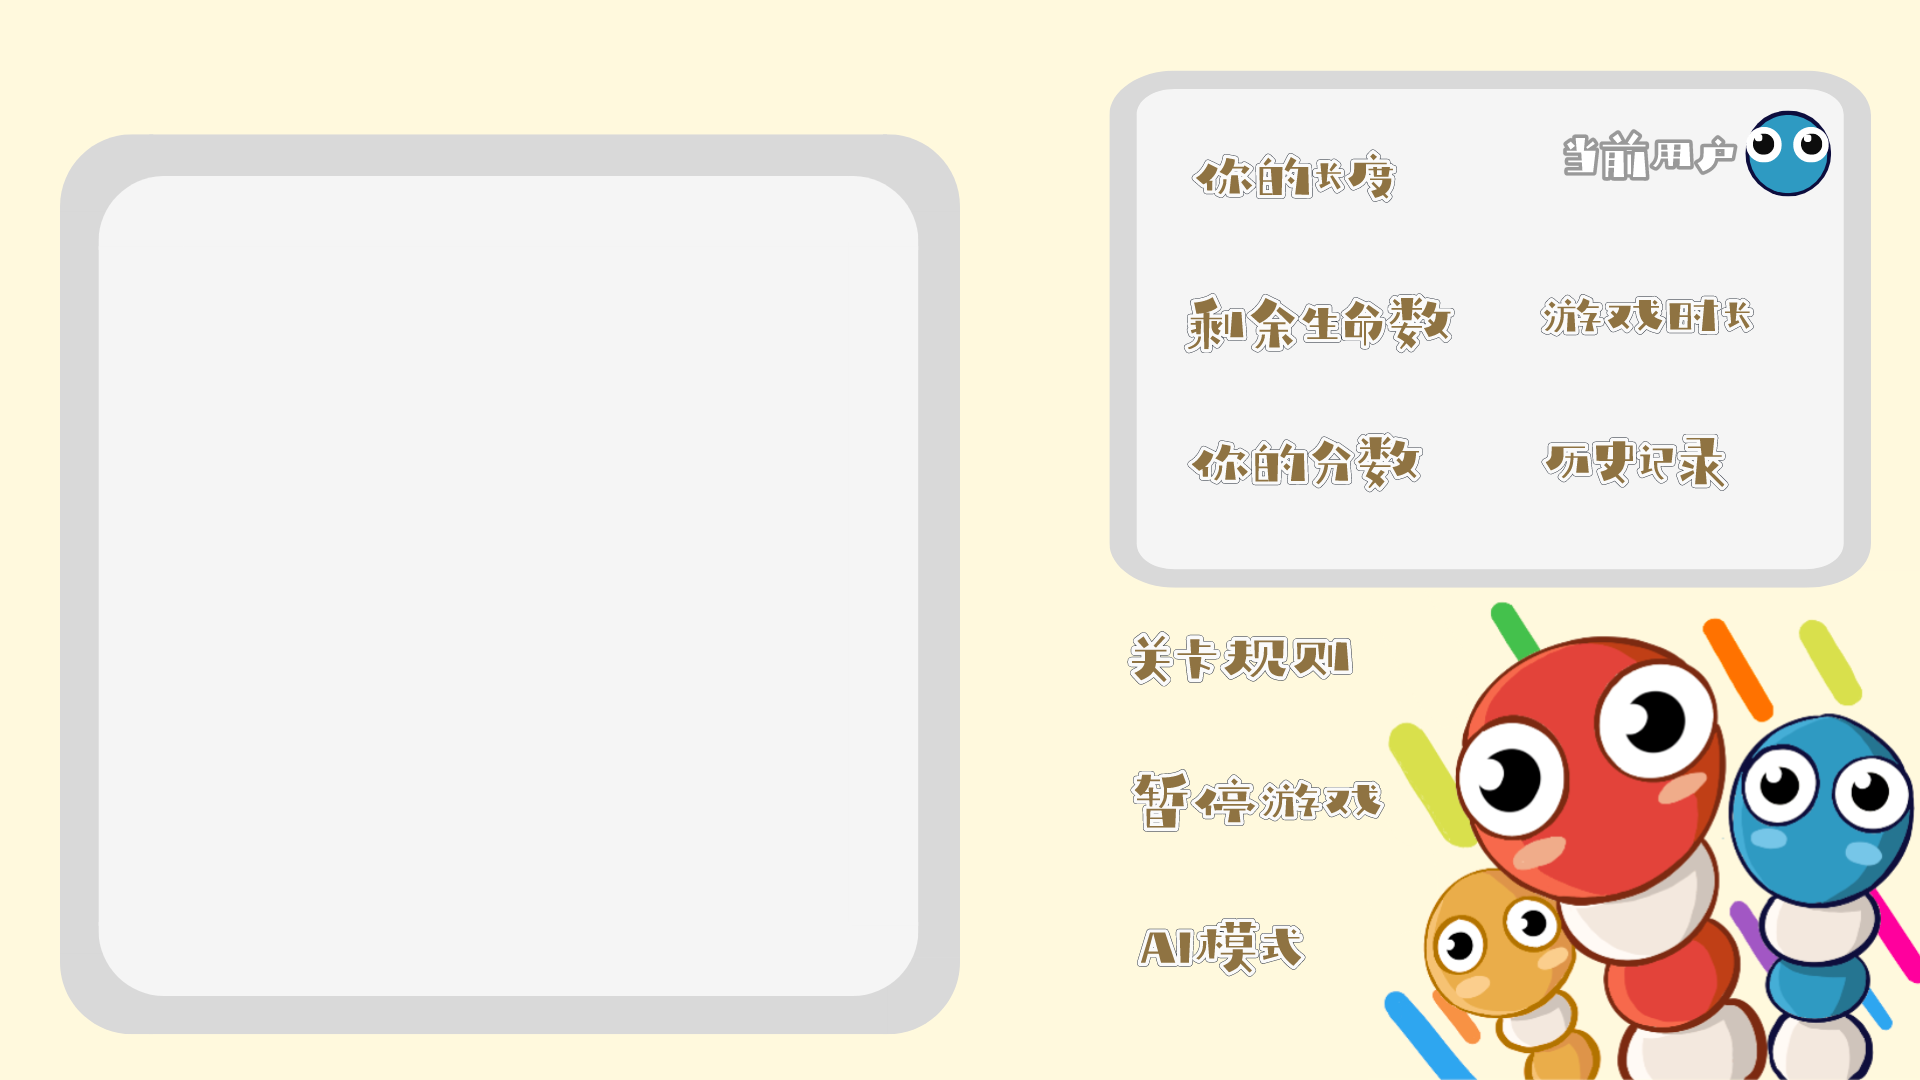 你的长度
当前用户
剩余生命数
游戏时长
你的分数
历史记录
关卡规则
暂停游戏
AI模式